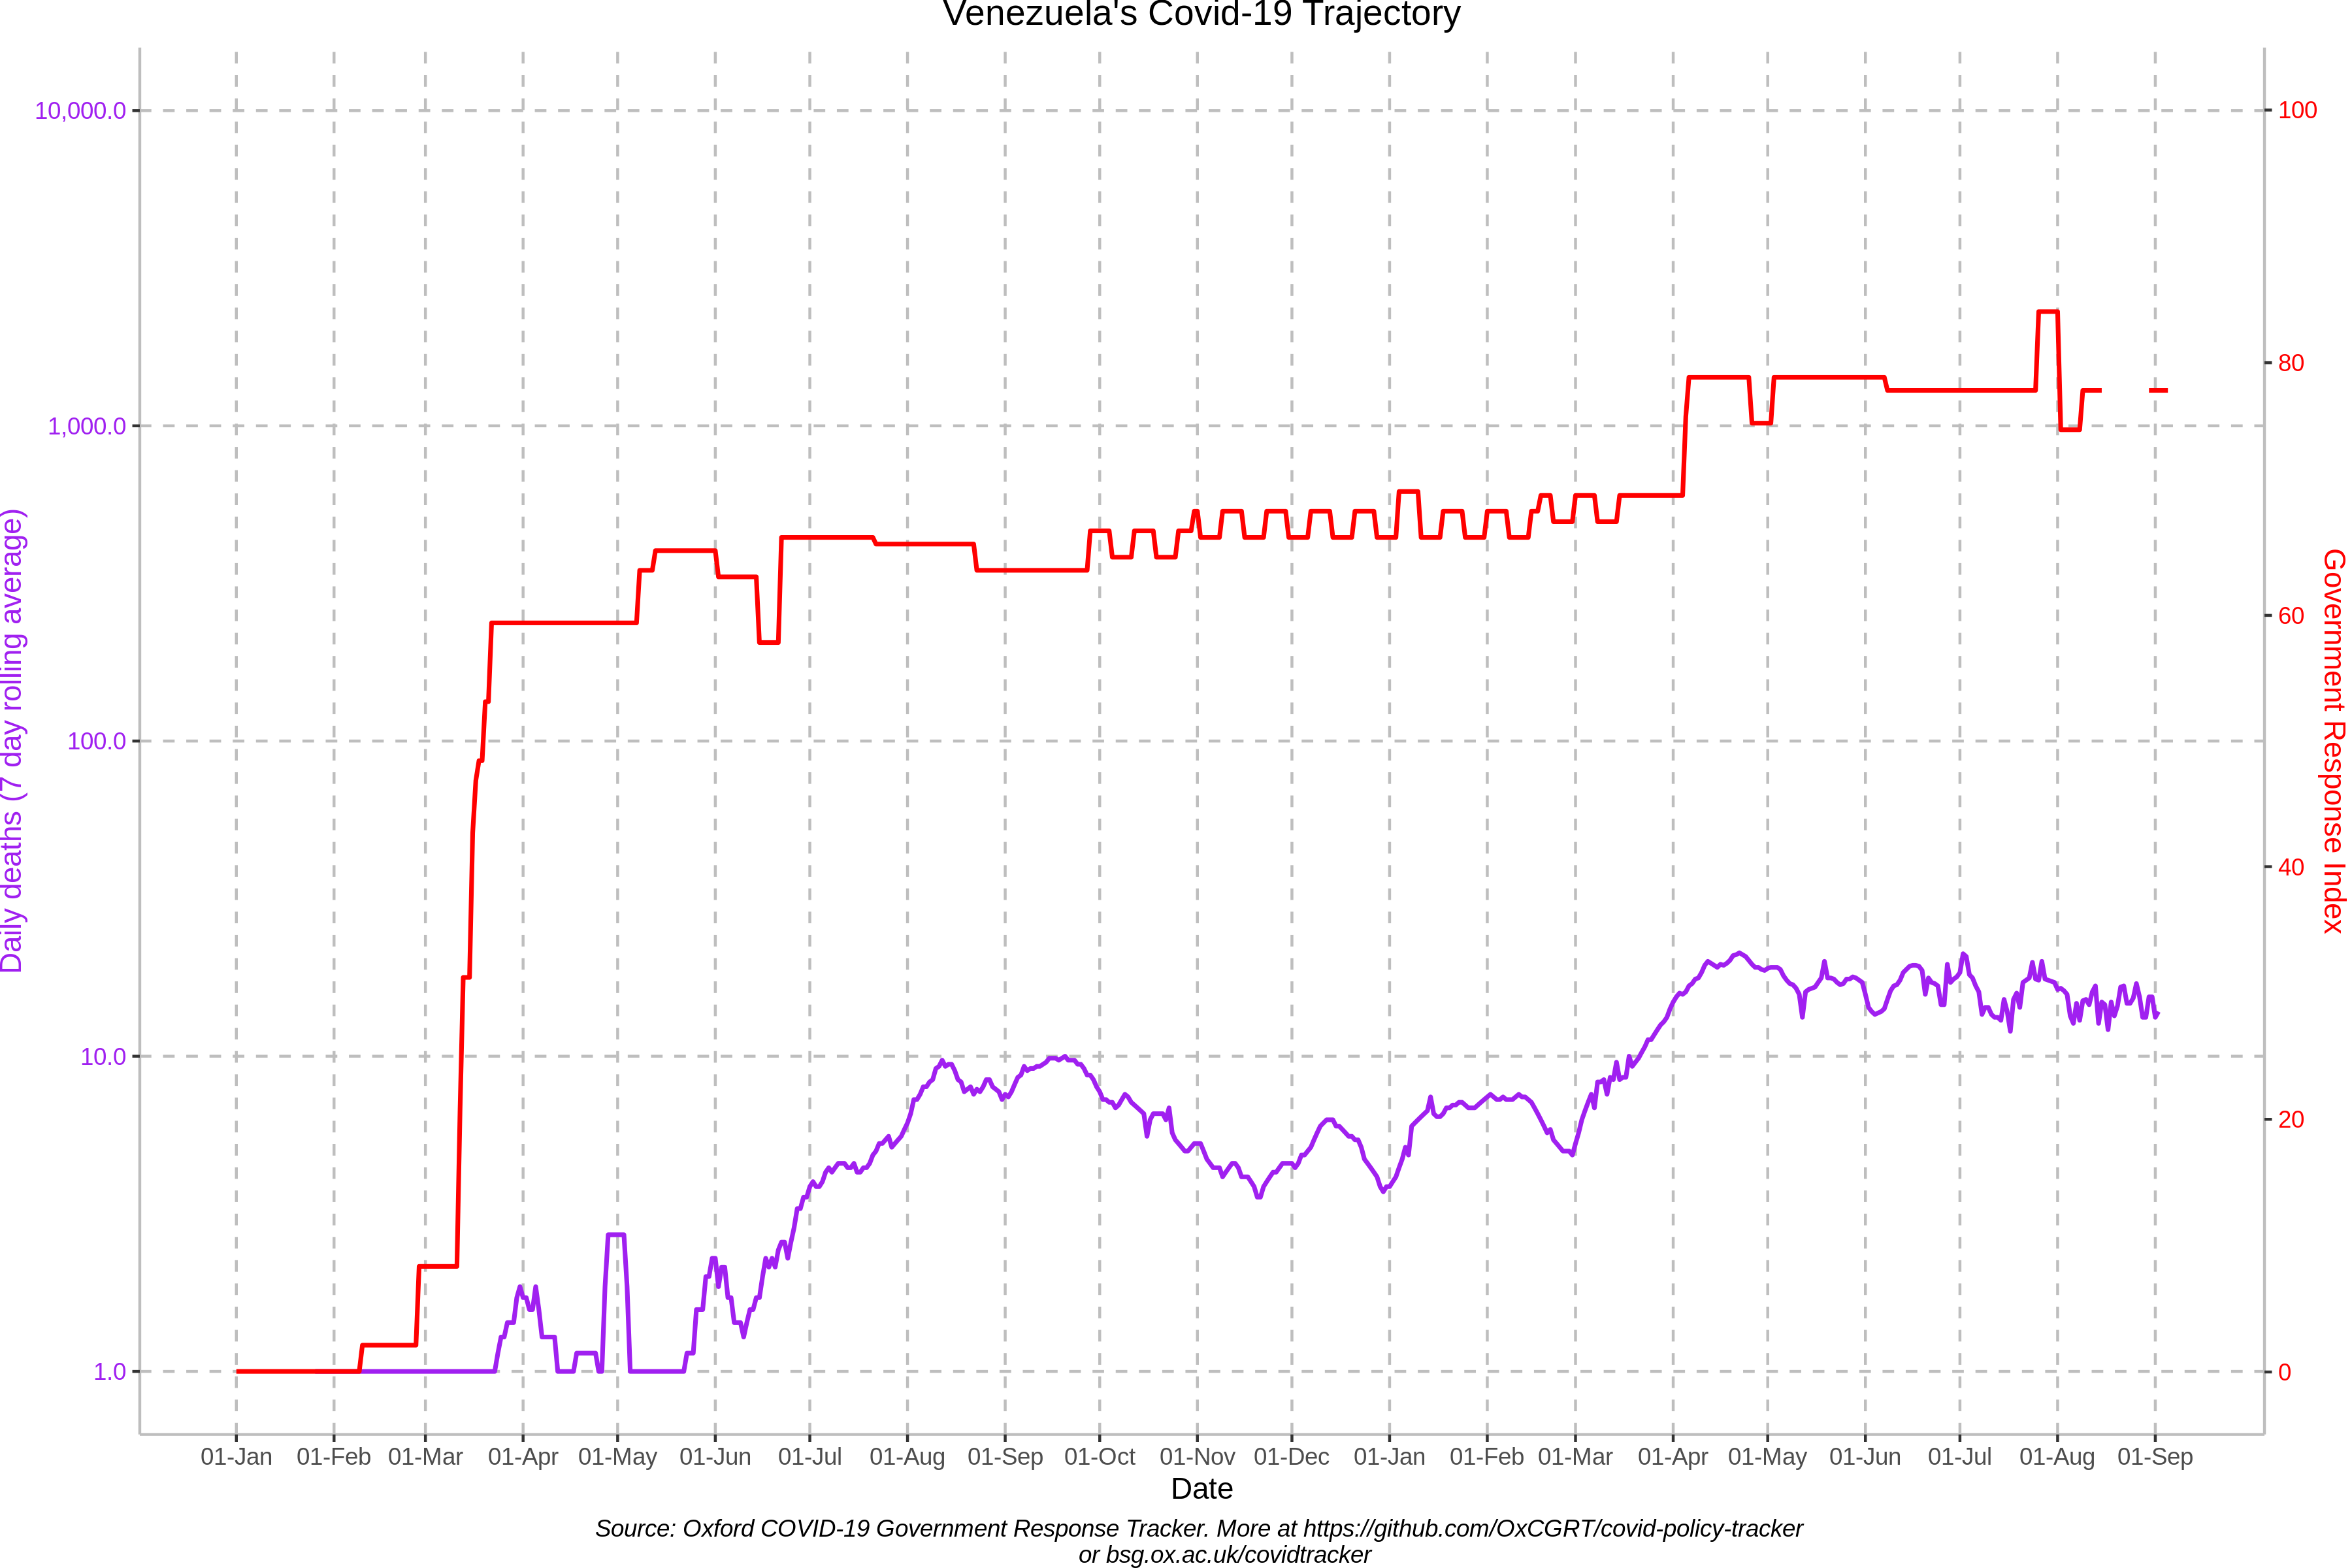 Venezuela's Covid-19 Trajectory
10,000.0
1,000.0
100.0
10.0
1.0
Daily deaths (7 day rolling average)
100
80
60
40
20
0
Government Response Index
01-Jan 01-Feb 01-Mar 01-Apr 01-May 01-Jun 01-Jul 01-Aug 01-Sep 01-Oct 01-Nov 01-Dec 01-Jan 01-Feb 01-Mar 01-Apr 01-May 01-Jun 01-Jul 01-Aug 01-Sep
Date
Source: Oxford COVID-19 Government Response Tracker. More at https://github.com/OxCGRT/covid-policy-tracker
or bsg.ox.ac.uk/covidtracker